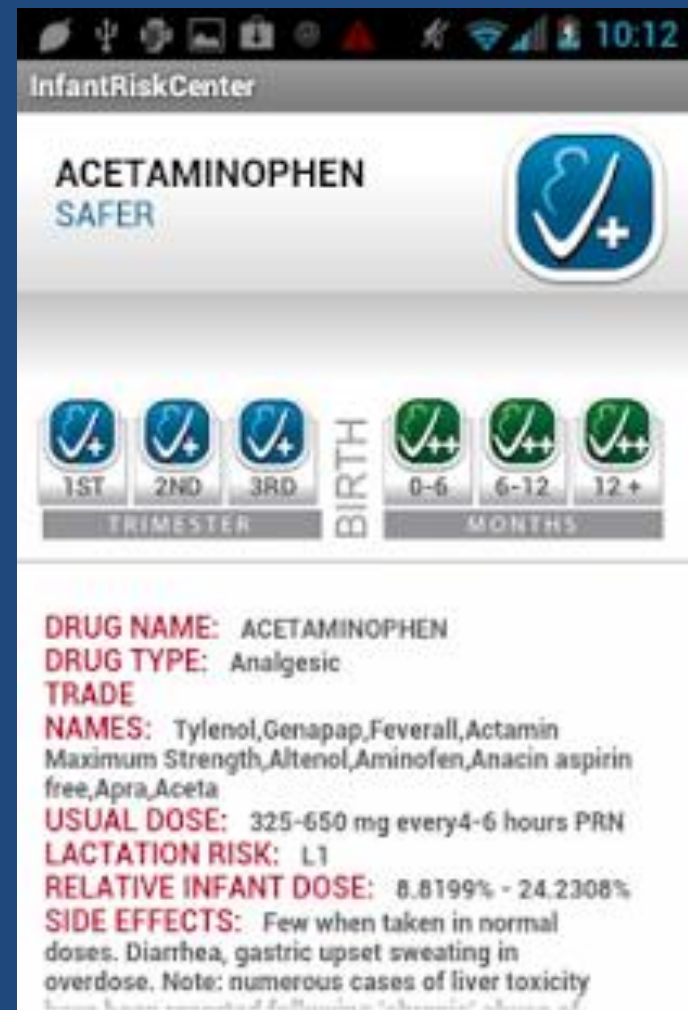 10:12
InfantRiskCenter
ACETAMINOPHEN
SAFER
1ST 2ND 3RD BIRTH 0-6 6-12 12+
TRIMESTER MONTHS
DRUG NAME: ACETAMINOPHEN
DRUG TYPE: Analgesic
TRADE
NAMES: Tylenol,Genapap,Feverall,Actamin
Maximum Strength,Altenol,Aminofen,Anacin aspirin
free,Apra,Aceta
USUAL DOSE: 325-650 mg every4-6 hours PRN
LACTATION RISK: L1
RELATIVE INFANT DOSE: 8.8199% - 24.2308%
SIDE EFFECTS: Few when taken in normal
doses. Diarrhea, gastric upset sweating in
overdose. Note: numerous cases of liver toxicity